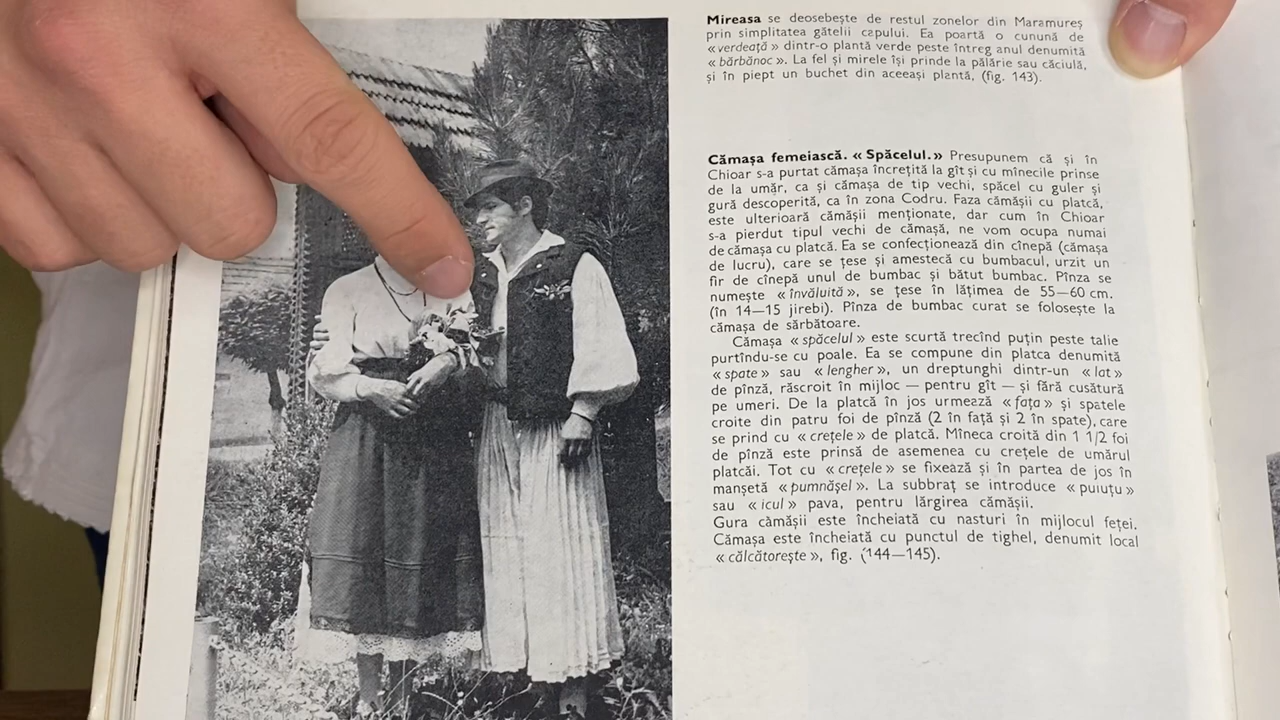 Mireasa se deosebește de restul zonelor din Maramureș
prin simplitatea gătelii capului. Ea poartă o cunună de
« verdeață » dintr-o plantă verde peste întreg anul denumită
« bărbănoc ». La fel și mirele își prinde la pălărie sau căciulă,
și în piept un buchet din aceeași plantă, (fig. 143).
Cămașa femeiască. « Spăcelul. » Presupunem că și în
Chioar s-a purtat cămașa încrețită la gît și cu mînecile prinse
de la umăr, ca și cămașa de tip vechi, spăcel cu guler și
gură descoperită, ca în zona Codru. Faza cămășii cu platcă,
este ulterioară cămășii menționate, dar cum în Chioar
s-a pierdut tipul vechi de cămașă, ne vom ocupa numai
de cămașa cu platcă. Ea se confecționează din cînepă (cămașa
de lucru), care se țese și amestecă cu bumbacul, urzit un
fir de cînepă unul de bumbac și bătut bumbac. Pînza se
numește « învăluită », se țese în lățimea de 55—60 cm.
(în 14—15 jirebi). Pînza de bumbac curat se folosește la
cămașa de sărbătoare.
Cămașa « spăcelul » este scurtă trecînd puțin peste talie
purtîndu-se cu poale. Ea se compune din platca denumită
« spate » sau « lengher », un dreptunghi dintr-un « lat »
de pînză, răscroit în mijloc — pentru gît — și fără cusătură
pe umeri. De la platcă în jos urmează « fața » și spatele
croite din patru foi de pînză (2 în față și 2 în spate), care
se prind cu « crețele » de platcă. Mîneca croită din 1 1/2 foi
de pînză este prinsă de asemenea cu crețele de umărul
platcăi. Tot cu « crețele » se fixează și în partea de jos în
manșetă « pumnășel ». La subbraț se introduce « puiuțu »
sau « icul » pava, pentru lărgirea cămășii.
Gura cămășii este încheiată cu nasturi în mijlocul feței.
Cămașa este încheiată cu punctul de tighel, denumit local
« călcătorește », fig. (144—145).